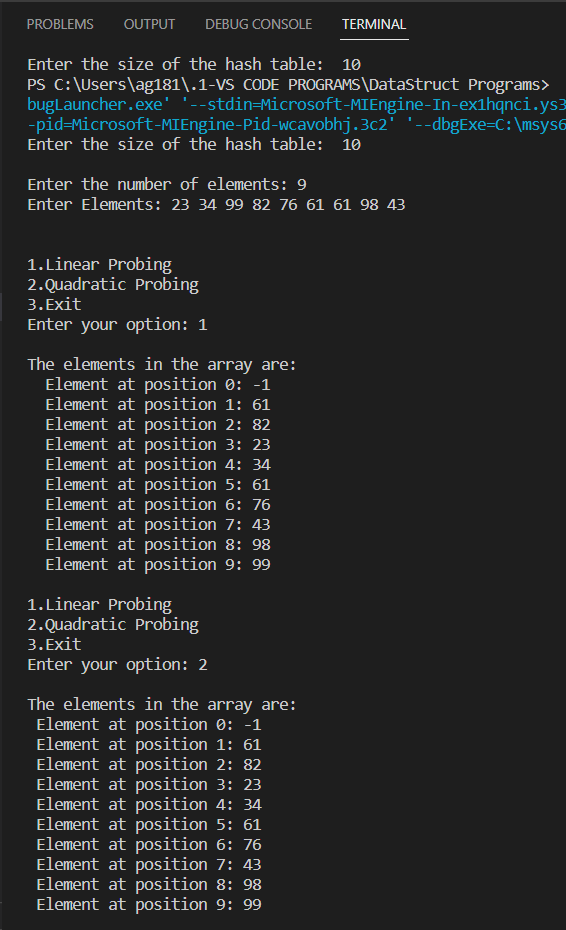 PROBLEMS OUTPUT DEBUG CONSOLE TERMINAL
Enter the size of the hash table:  10
PS C:\Users\ag181\.1-VS CODE PROGRAMS\DataStruct Programs>
bugLauncher.exe' '--stdin=Microsoft-MIEngine-In-ex1hqnci.ys3
-pid=Microsoft-MIEngine-Pid-wcavobhj.3c2' '--dbgExe=C:\msys6
Enter the size of the hash table:  10
Enter the number of elements: 9
Enter Elements: 23 34 99 82 76 61 61 98 43
1.Linear Probing
2.Quadratic Probing
3.Exit
Enter your option: 1
The elements in the array are:
  Element at position 0: -1
  Element at position 1: 61
  Element at position 2: 82
  Element at position 3: 23
  Element at position 4: 34
  Element at position 5: 61
  Element at position 6: 76
  Element at position 7: 43
  Element at position 8: 98
  Element at position 9: 99
1.Linear Probing
2.Quadratic Probing
3.Exit
Enter your option: 2
The elements in the array are:
 Element at position 0: -1
 Element at position 1: 61
 Element at position 2: 82
 Element at position 3: 23
 Element at position 4: 34
 Element at position 5: 61
 Element at position 6: 76
 Element at position 7: 43
 Element at position 8: 98
 Element at position 9: 99